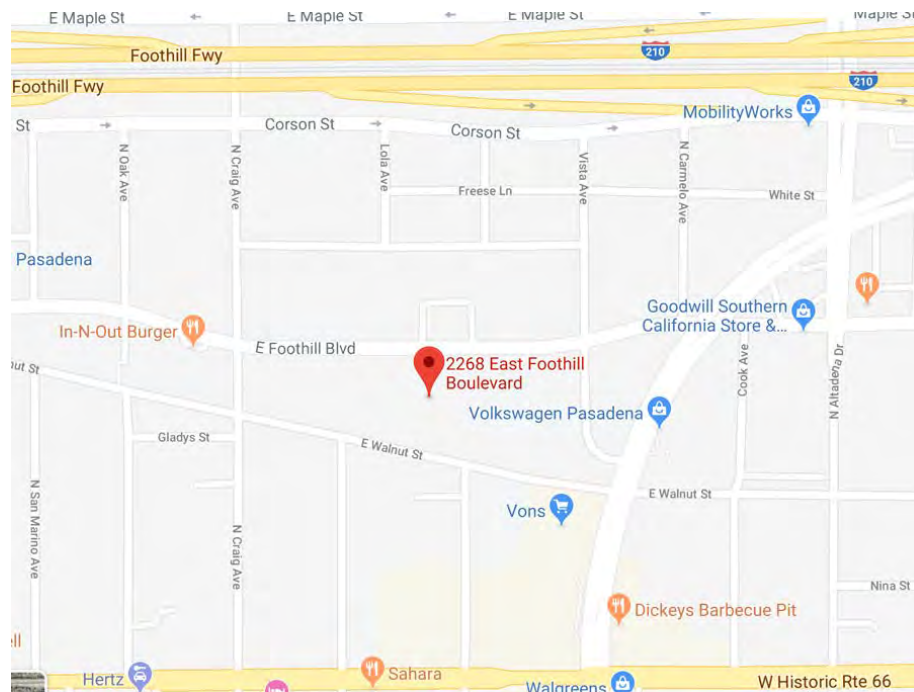 E Maple St
E Maple St
E Maple St
Maple St
Foothill Fwy
210
Foothill Fwy
210
MobilityWorks
St
Corson St
Corson St
N Oak Ave
N Craig Ave
Lola Ave
Vista Ave
N Carmelo Ave
Freese Ln
White St
Pasadena
Goodwill Southern
California Store &...
In-N-Out Burger
E Foothill Blvd
2268 East Foothill
Boulevard
Cook Ave
N Altadena Dr
nut St
Volkswagen Pasadena
Gladys St
E Walnut St
E Walnut St
N San Marino Ave
N Craig Ave
Vons
Nina St
Dickeys Barbecue Pit
ell
Hertz
Sahara
Walgreens
W Historic Rte 66